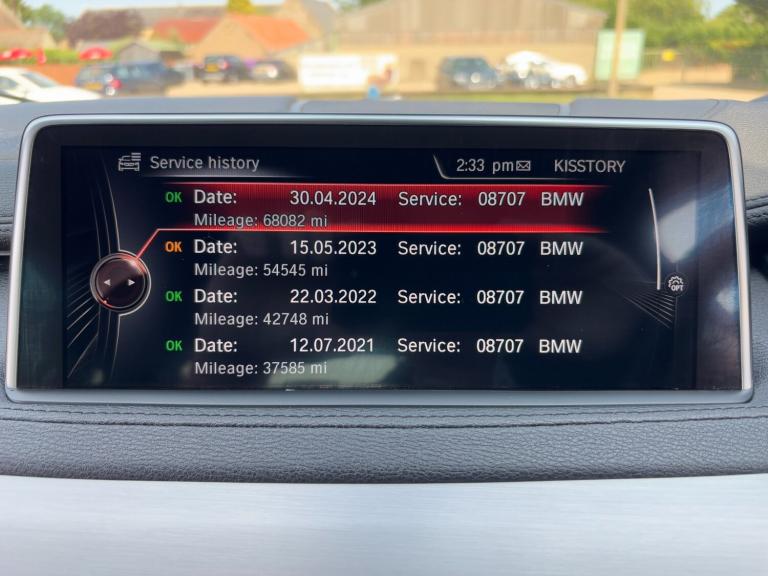 Service history 2:33 pm KISSTORY
OK Date: 30.04.2024 Service: 08707 BMW
Mileage: 68082 mi
OK Date: 15.05.2023 Service: 08707 BMW
Mileage: 54545 mi
OPT
OK Date: 22.03.2022 Service: 08707 BMW
Mileage: 42748 mi
OK Date: 12.07.2021 Service: 08707 BMW
Mileage: 37585 mi